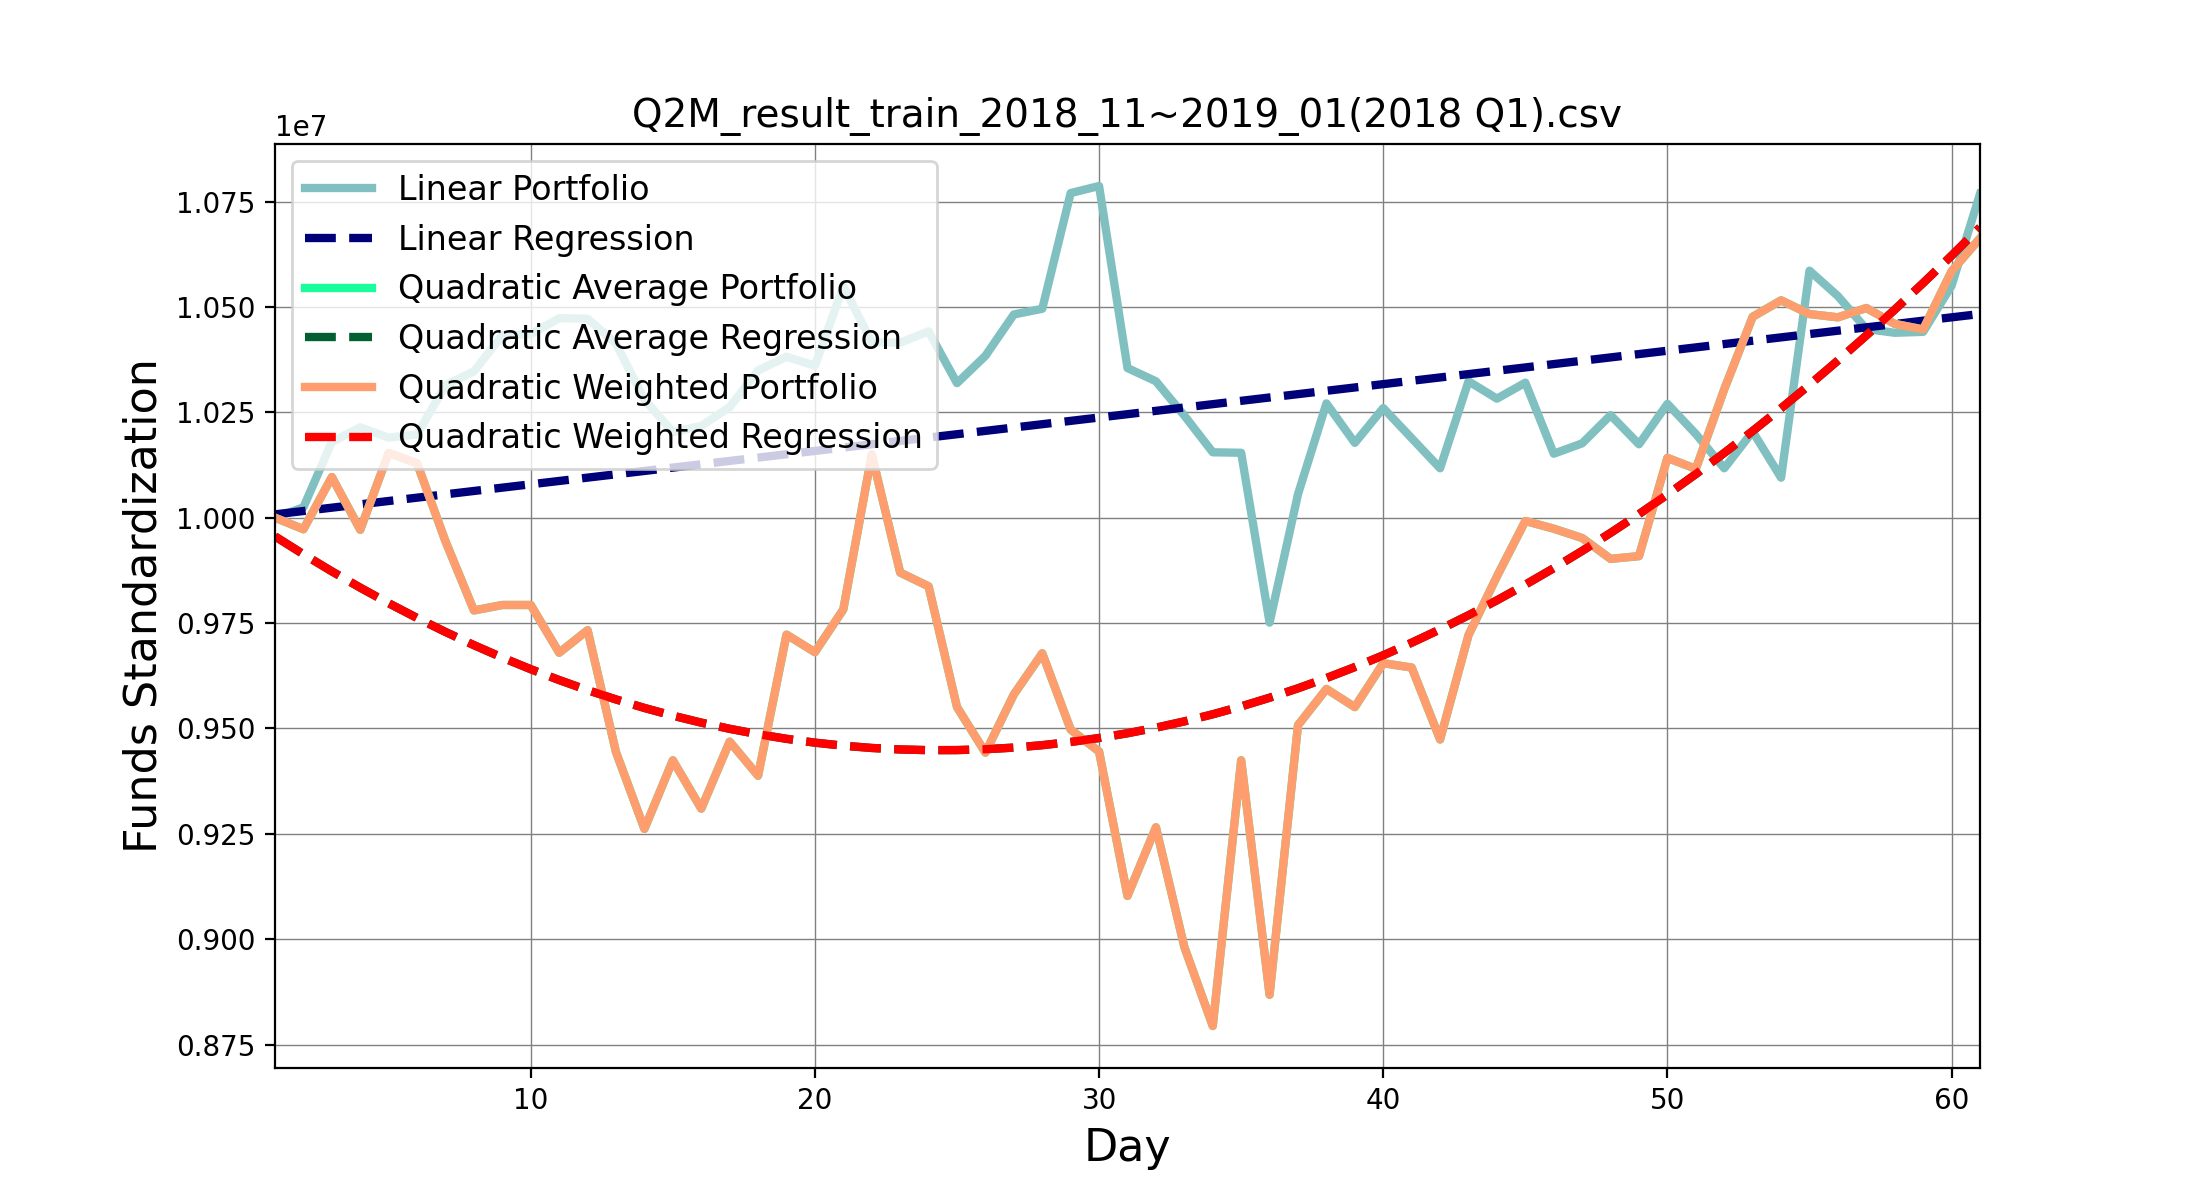 Q2M_result_train_2018_11~2019_01(2018 Q1).csv
1e7
Linear Portfolio
Linear Regression
Quadratic Average Portfolio
Quadratic Average Regression
Quadratic Weighted Portfolio
Quadratic Weighted Regression
1.075
1.050
1.025
1.000
0.975
0.950
0.925
0.900
0.875
Funds Standardization
10 20 30 40 50 60
Day